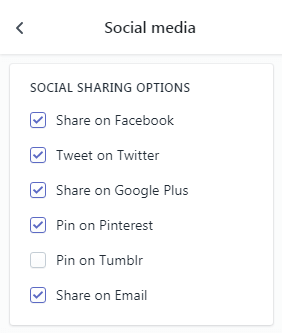 Social media
SOCIAL SHARING OPTIONS
Share on Facebook
Tweet on Twitter
Share on Google Plus
Pin on Pinterest
Pin on Tumblr
Share on Email